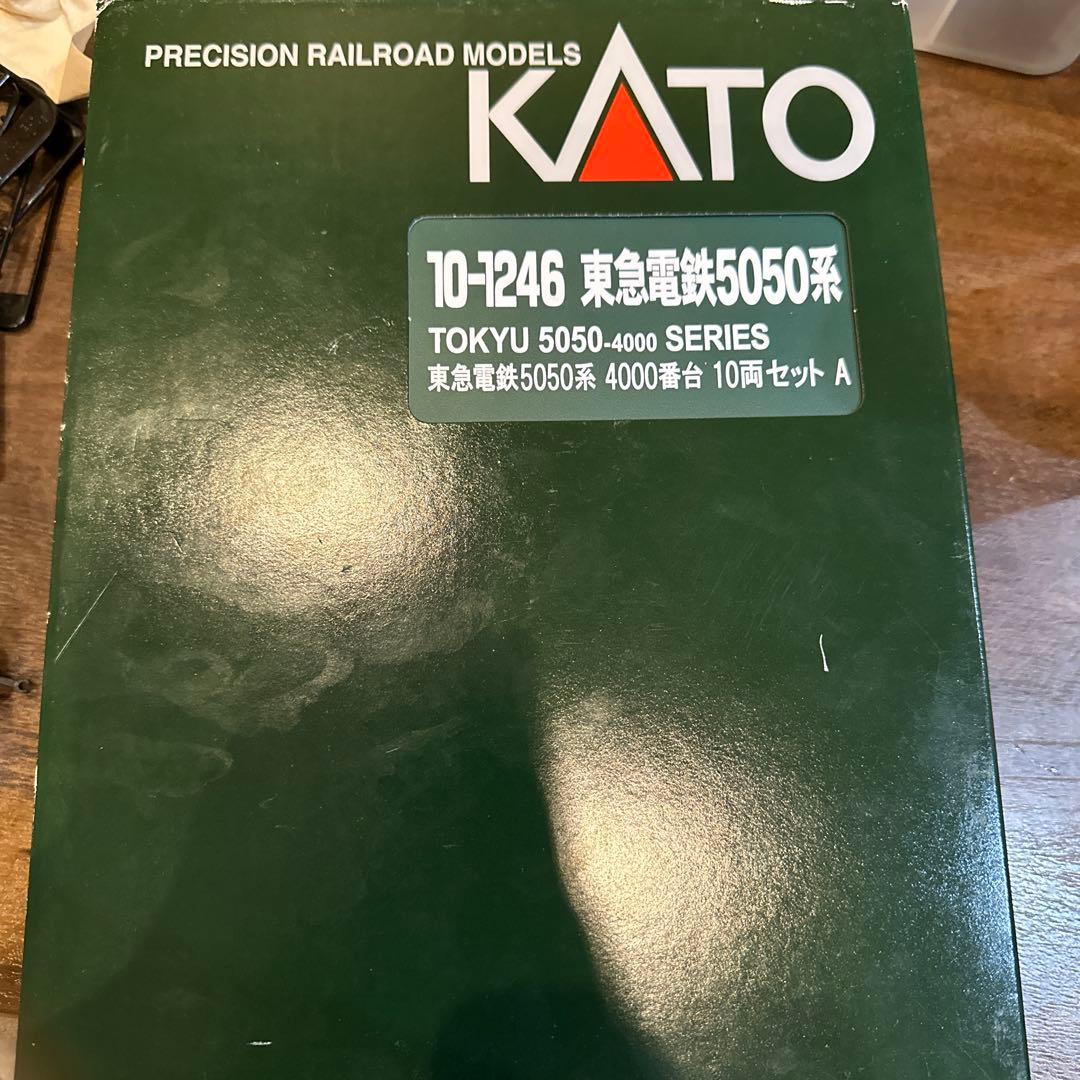 PRECISION RAILROAD MODELS
KATO
10-1246 東急電鉄5050系
TOKYU 5050-4000 SERIES
東急電鉄5050系 4000番台 10両セット A